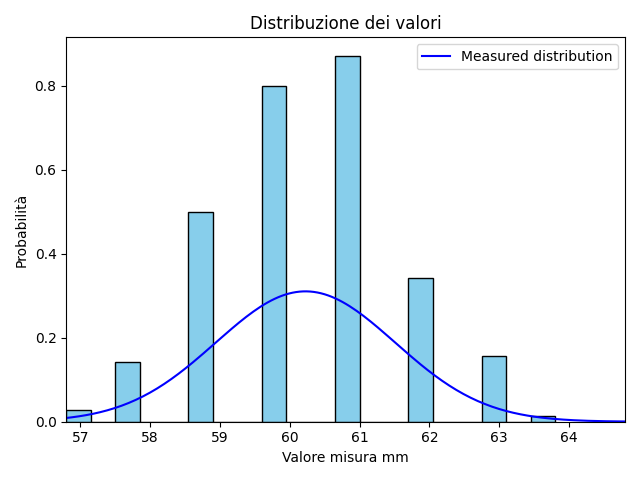 Distribuzione dei valori
Measured distribution
Probabilità
0.8
0.6
0.4
0.2
0.0
57 58 59 60 61 62 63 64
Valore misura mm